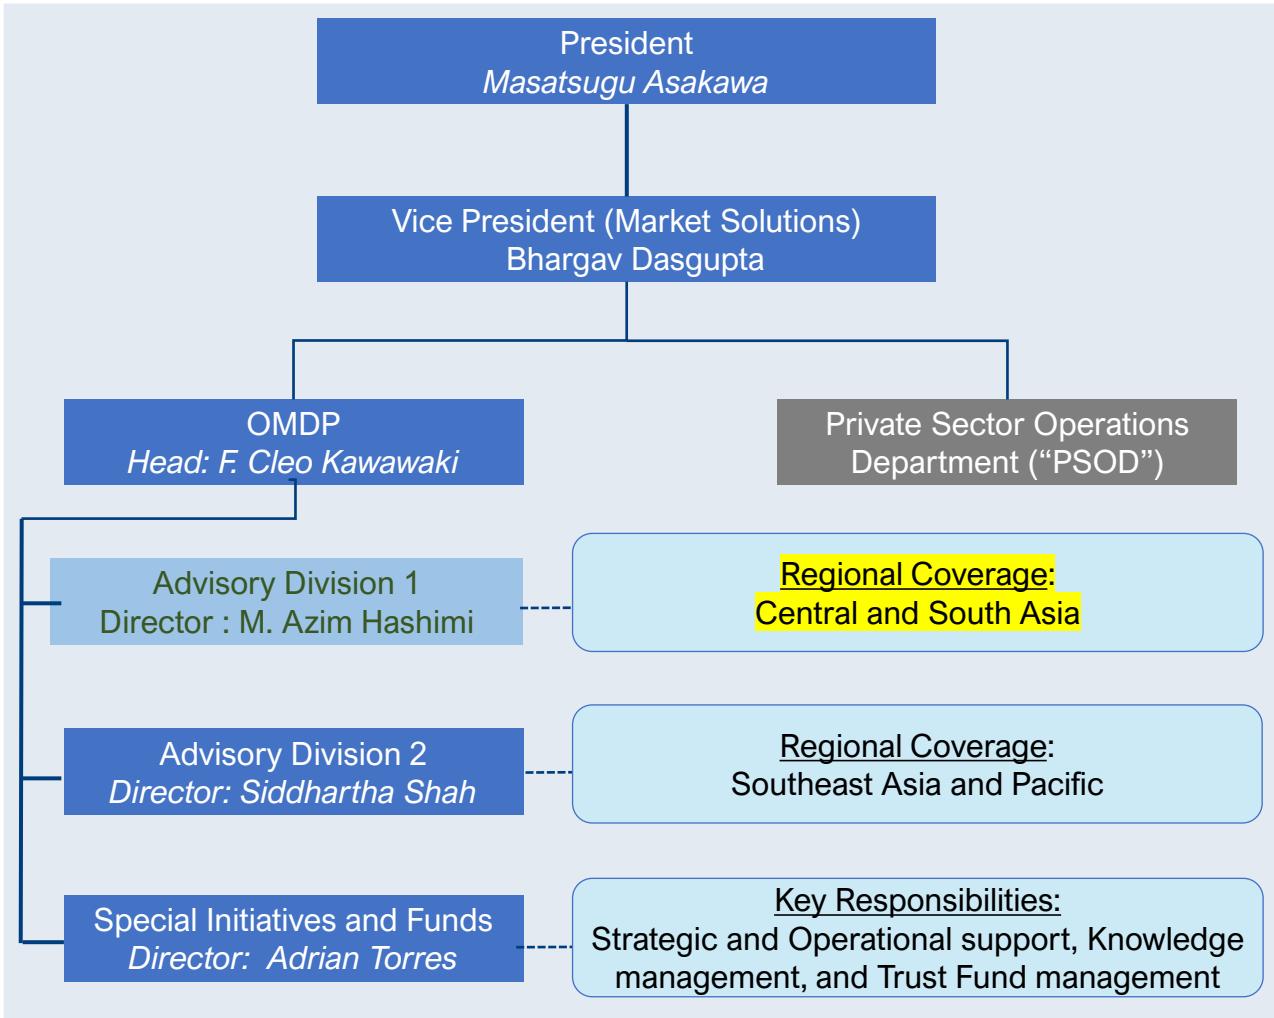 President
Masatsugu Asakawa
Vice President (Market Solutions)
Bhargav Dasgupta
OMDP
Head: F. Cleo Kawawaki
Private Sector Operations
Department (“PSOD”)
Advisory Division 1
Director : M. Azim Hashimi
Regional Coverage:
Central and South Asia
Advisory Division 2
Director: Siddhartha Shah
Regional Coverage:
Southeast Asia and Pacific
Special Initiatives and Funds
Director:  Adrian Torres
Key Responsibilities:
Strategic and Operational support, Knowledge
management, and Trust Fund management